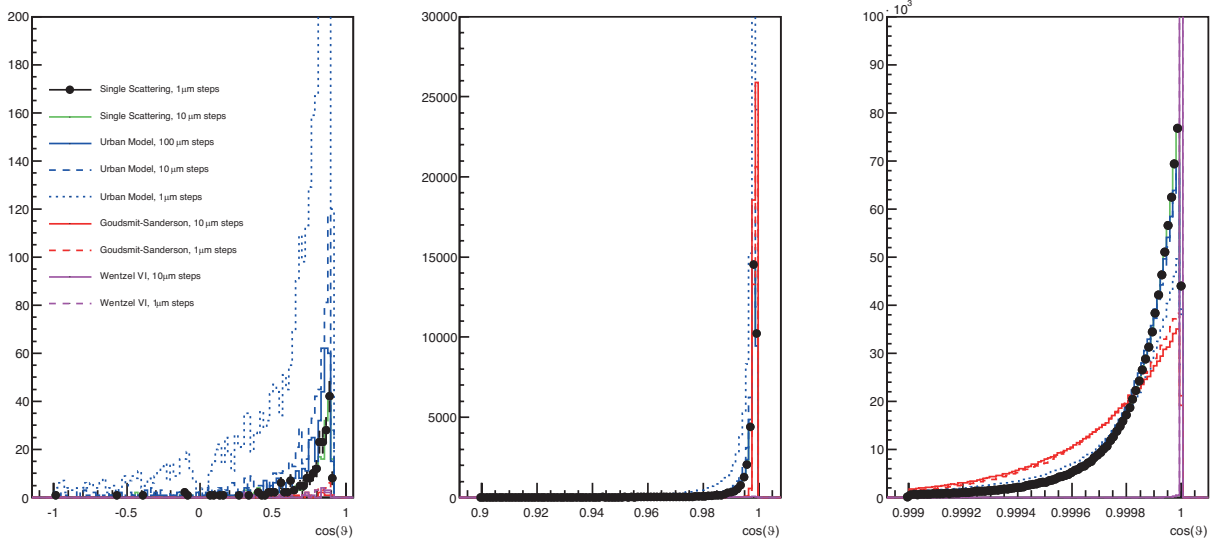 200
180
160
140
120
100
80
60
40
20
0
-1 -0.5 0 0.5 1
cos(ϑ)
Single Scattering, 1μm steps
Single Scattering, 10 μm steps
Urban Model, 100 μm steps
Urban Model, 10 μm steps
Urban Model, 1μm steps
Goudsmit-Sanderson, 10 μm steps
Goudsmit-Sanderson, 1μm steps
Wentzel VI, 10μm steps
Wentzel VI, 1μm steps
30000
25000
20000
15000
10000
5000
0
0.9 0.92 0.94 0.96 0.98 1
cos(ϑ)
100 · 10³
80
60
40
20
0
0.999 0.9992 0.9994 0.9996 0.9998 1
cos(ϑ)